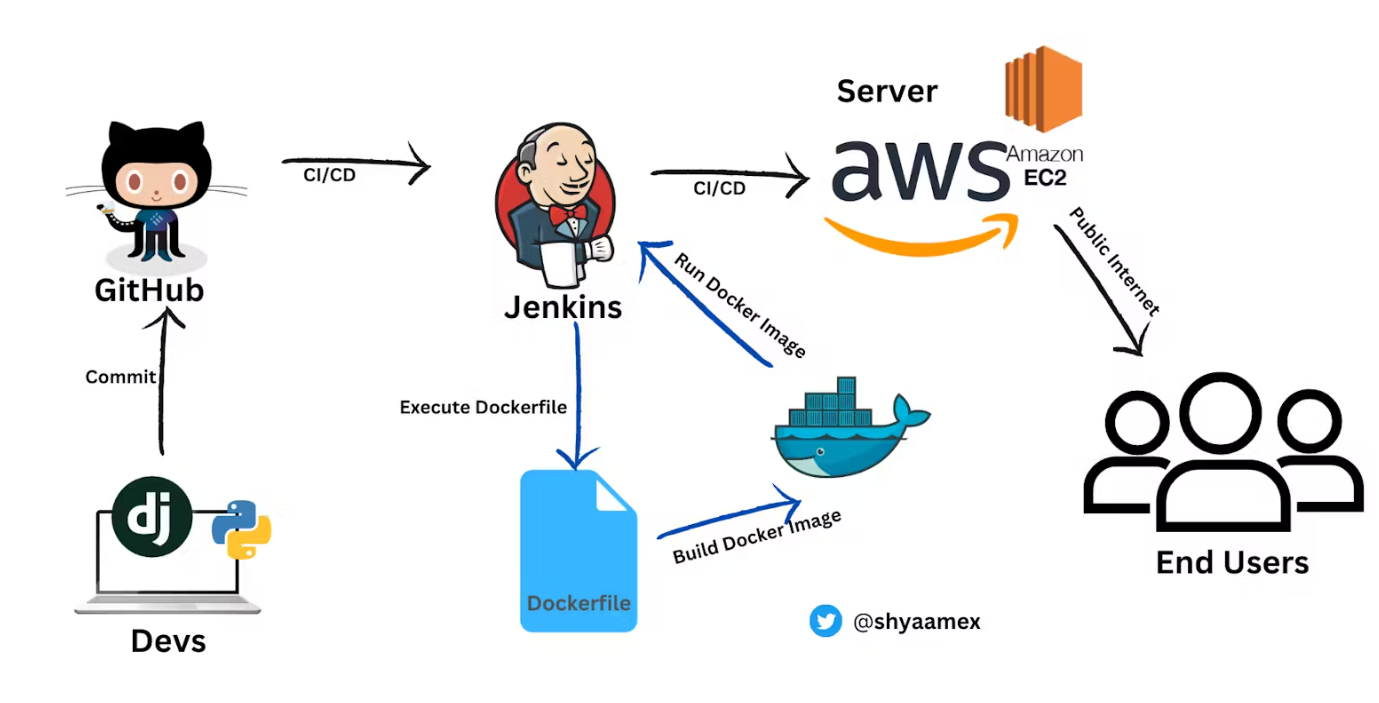 Server
aws
Amazon
EC2
CI/CD
CI/CD
Public Internet
GitHub
Jenkins
Run Docker Image
Commit
Execute Dockerfile
dj
Build Docker Image
Dockerfile
End Users
Devs
@shyaamex